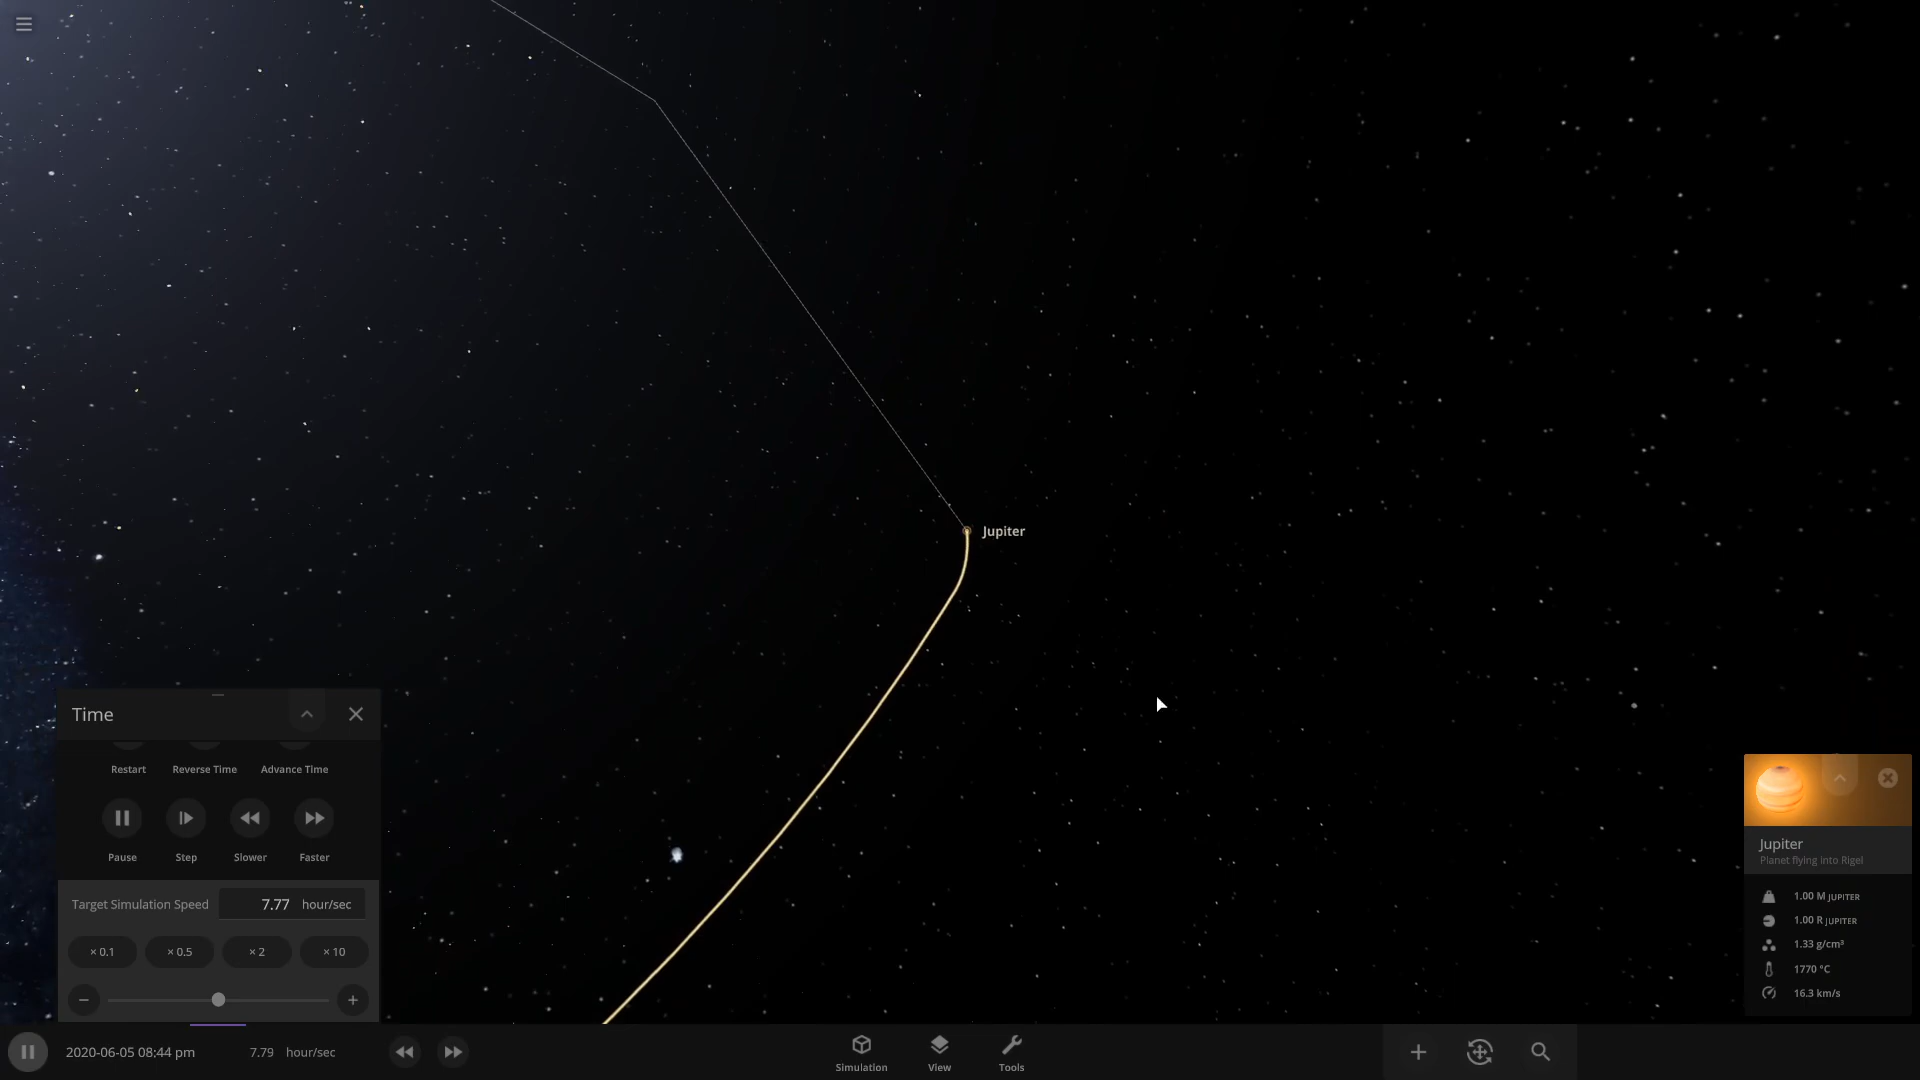 Jupiter
Time
Restart
Reverse Time
Advance Time
Pause
Step
Slower
Faster
Target Simulation Speed 7.77 hour/sec
× 0.1
× 0.5
× 2
× 10
Jupiter
Planet flying into Rigel
1.00 M JUPITER
1.00 R JUPITER
1.33 g/cm³
1770 °C
16.3 km/s
2020-06-05 08:44 pm
7.79 hour/sec
Simulation
View
Tools